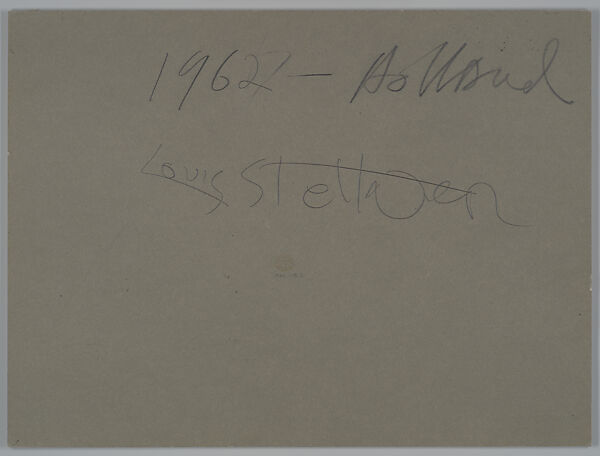 1962 - Holland
Louis Stettner